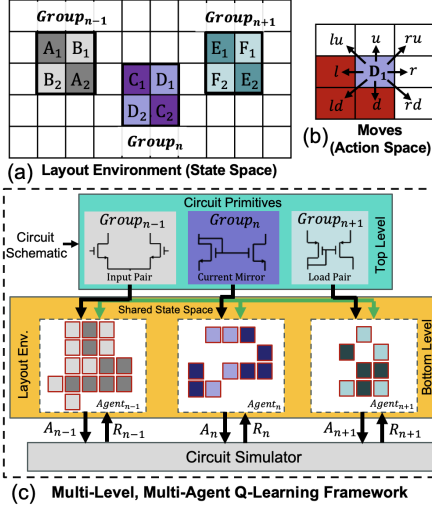 Group_{n-1}
Group_{n+1}
A_1 B_1
B_2 A_2
C_1 D_1
D_2 C_2
E_1 F_1
F_2 E_2
Group_n
(a) Layout Environment (State Space)
lu u ru
l D_1 r
ld d rd
(b) Moves
(Action Space)
Circuit Primitives
Circuit
Schematic
Group_{n-1}
Input Pair
Group_n
Current Mirror
Group_{n+1}
Load Pair
Top Level
Shared State Space
Layout Env.
Agent_{n-1}
Agent_n
Agent_{n+1}
Bottom Level
A_{n-1} R_{n-1}
A_n R_n
A_{n+1} R_{n+1}
Circuit Simulator
(c) Multi-Level, Multi-Agent Q-Learning Framework